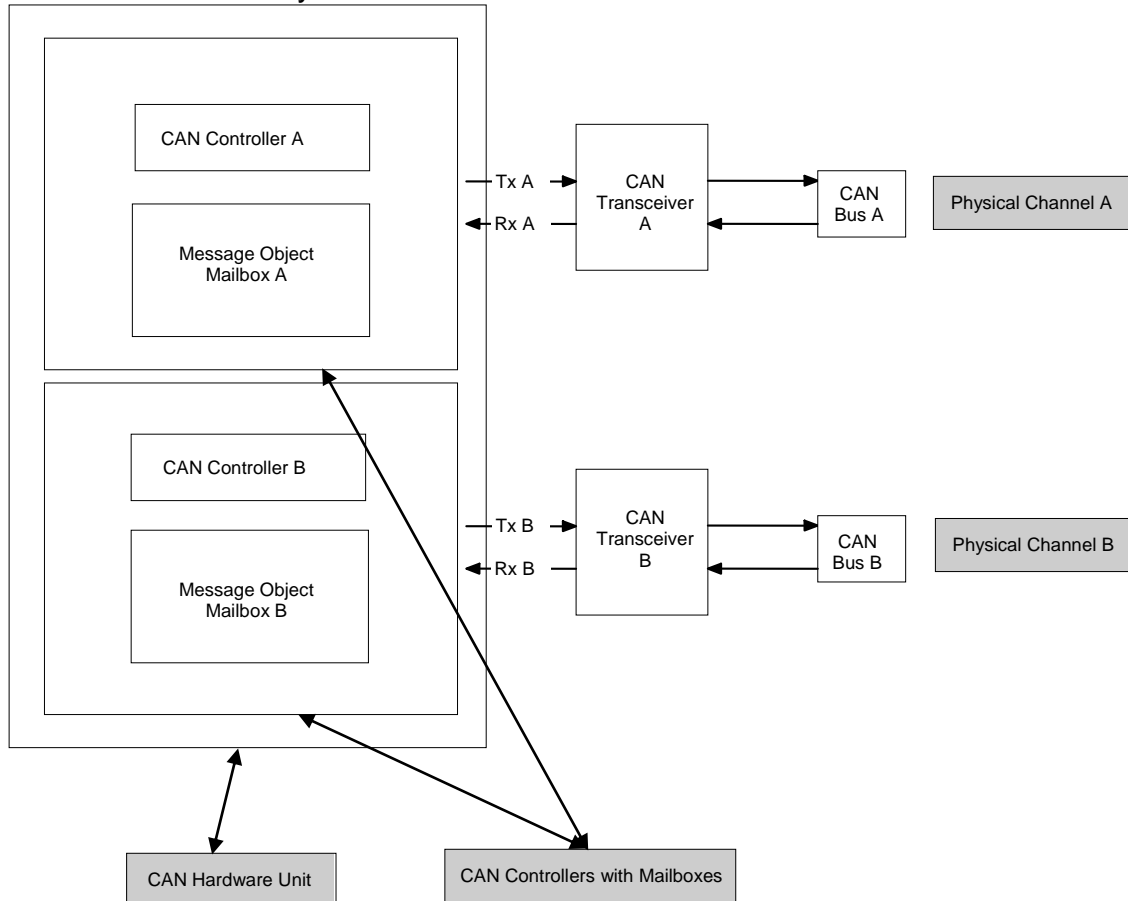 CAN Controller A
Message Object
Mailbox A
Tx A
Rx A
CAN
Transceiver
A
CAN
Bus A
Physical Channel A
CAN Controller B
Message Object
Mailbox B
Tx B
Rx B
CAN
Transceiver
B
CAN
Bus B
Physical Channel B
CAN Hardware Unit
CAN Controllers with Mailboxes